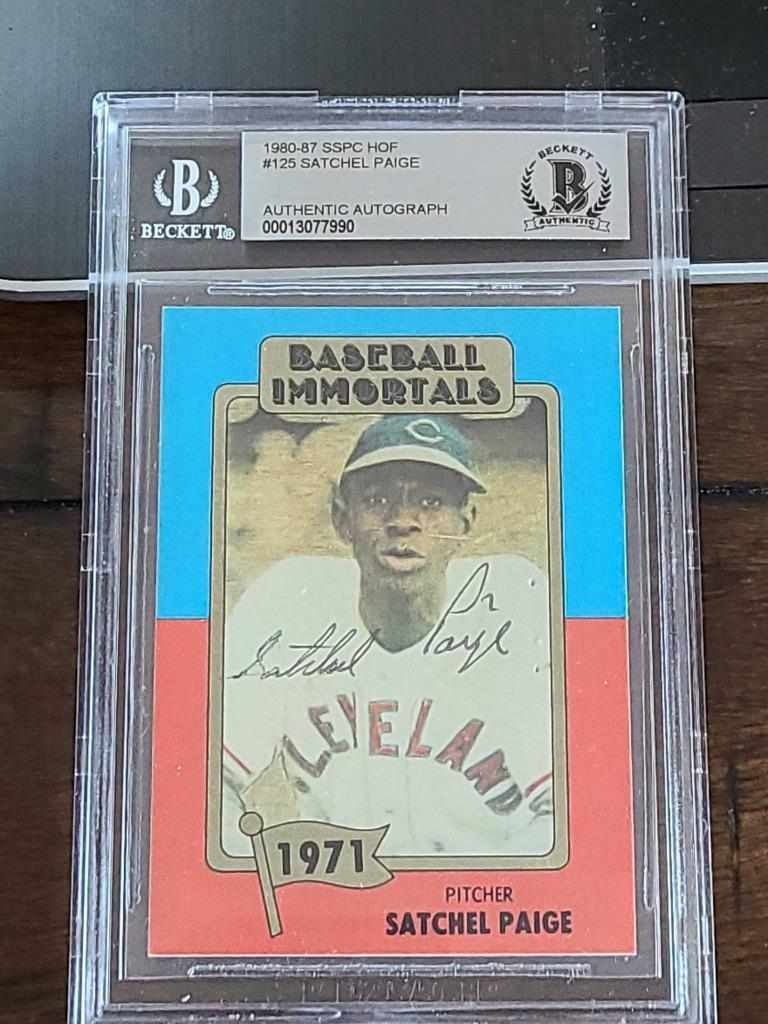 1980-87 SSPC HOF
#125 SATCHEL PAIGE
AUTHENTIC AUTOGRAPH
00013077990
B
BECKETT®
BECKETT
B
AUTHENTIC
BASEBALL
IMMORTALS
C
Satchel Paige
CLEVELAND
1971
PITCHER
SATCHEL PAIGE